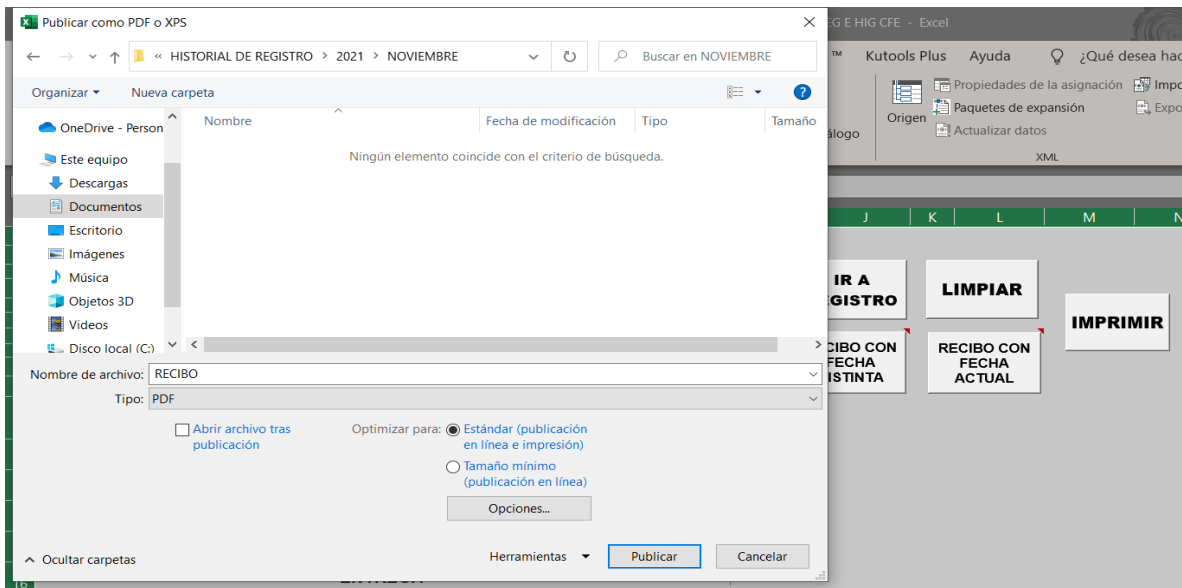 Publicar como PDF o XPS
EG E HIG CFE - Excel
« HISTORIAL DE REGISTRO > 2021 > NOVIEMBRE
Buscar en NOVIEMBRE
™ Kutools Plus Ayuda ¿Qué desea hac
Organizar
Nueva carpeta
Propiedades de la asignación
Impo
Origen
Paquetes de expansión
Expo
Actualizar datos
álogo
XML
OneDrive - Person
Este equipo
Descargas
Documentos
Escritorio
Imágenes
Música
Objetos 3D
Videos
Disco local (C:)
Nombre
Fecha de modificación
Tipo
Tamaño
Ningún elemento coincide con el criterio de búsqueda.
J K L M N
IR A
GISTRO
LIMPIAR
IMPRIMIR
CIBO CON
FECHA
ISTINTA
RECIBO CON
FECHA
ACTUAL
Nombre de archivo: RECIBO
Tipo: PDF
Abrir archivo tras
publicación
Optimizar para:
Estándar (publicación
en línea e impresión)
Tamaño mínimo
(publicación en línea)
Opciones...
Ocultar carpetas
Herramientas
Publicar
Cancelar
16